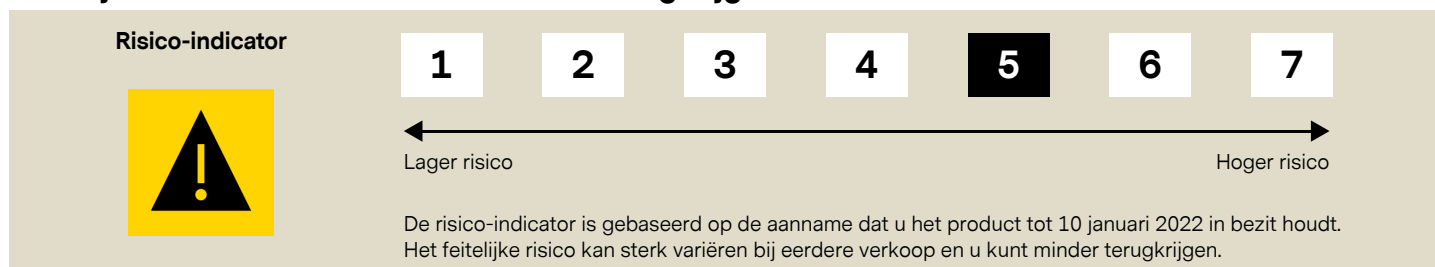 Risico-indicator
1 2 3 4 5 6 7
Lager risico Hoger risico
De risico-indicator is gebaseerd op de aanname dat u het product tot 10 januari 2022 in bezit houdt.
Het feitelijke risico kan sterk variëren bij eerdere verkoop en u kunt minder terugkrijgen.